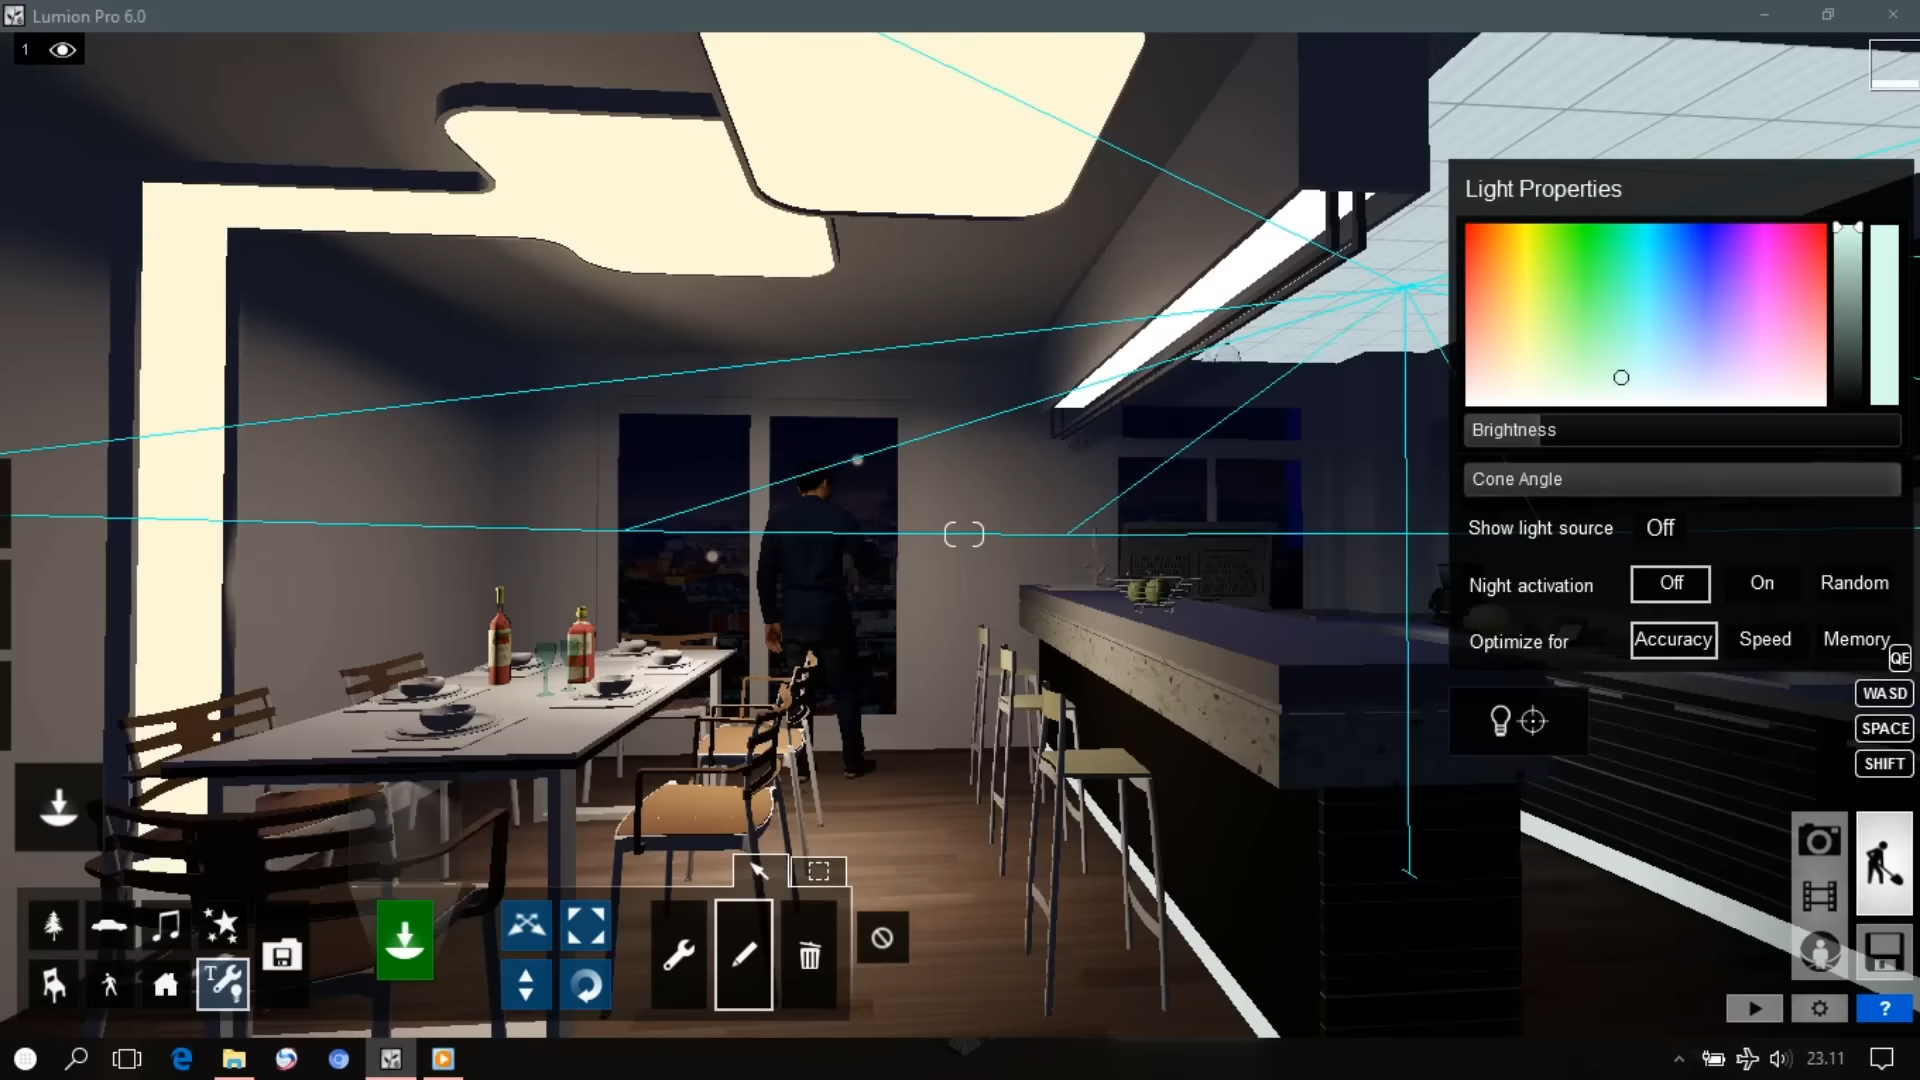 Lumion Pro 6.0
1
Light Properties
Brightness
Cone Angle
Show light source Off
Night activation Off On Random
Optimize for Accuracy Speed Memory
QE
WASD
SPACE
SHIFT
T
?
23.11